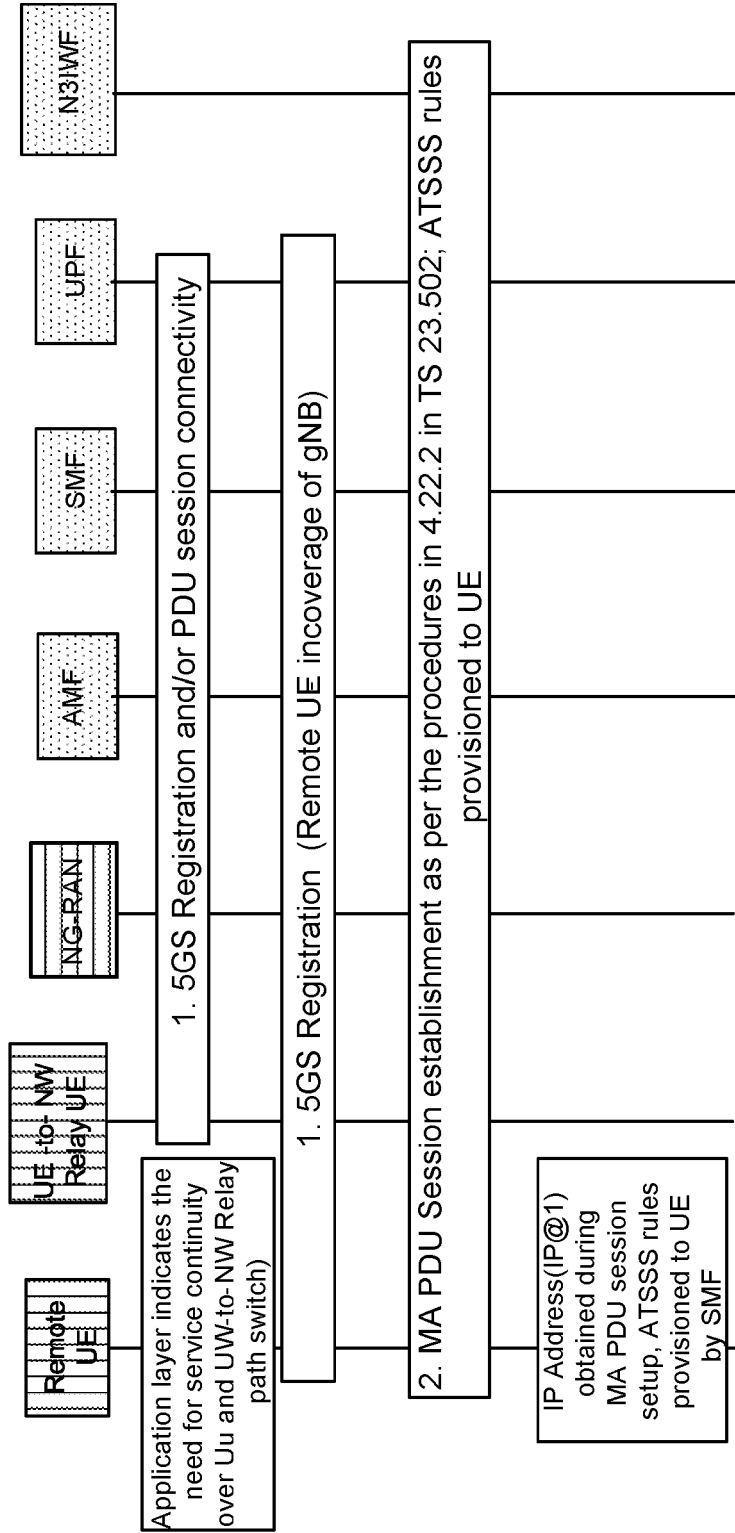 Remote
UE
UE -to- NW
Relay UE
NG-RAN
AMF
SMF
UPF
N3IWF
Application layer indicates the
need for service continuity
over Uu and UW-to-NW Relay
path switch)
1. 5GS Registration and/or PDU session connectivity
1. 5GS Registration (Remote UE incoverage of gNB)
2. MA PDU Session establishment as per the procedures in 4.22.2 in TS 23.502; ATSSS rules
provisioned to UE
IP Address(IP@1)
obtained during
MA PDU session
setup, ATSSS rules
provisioned to UE
by SMF